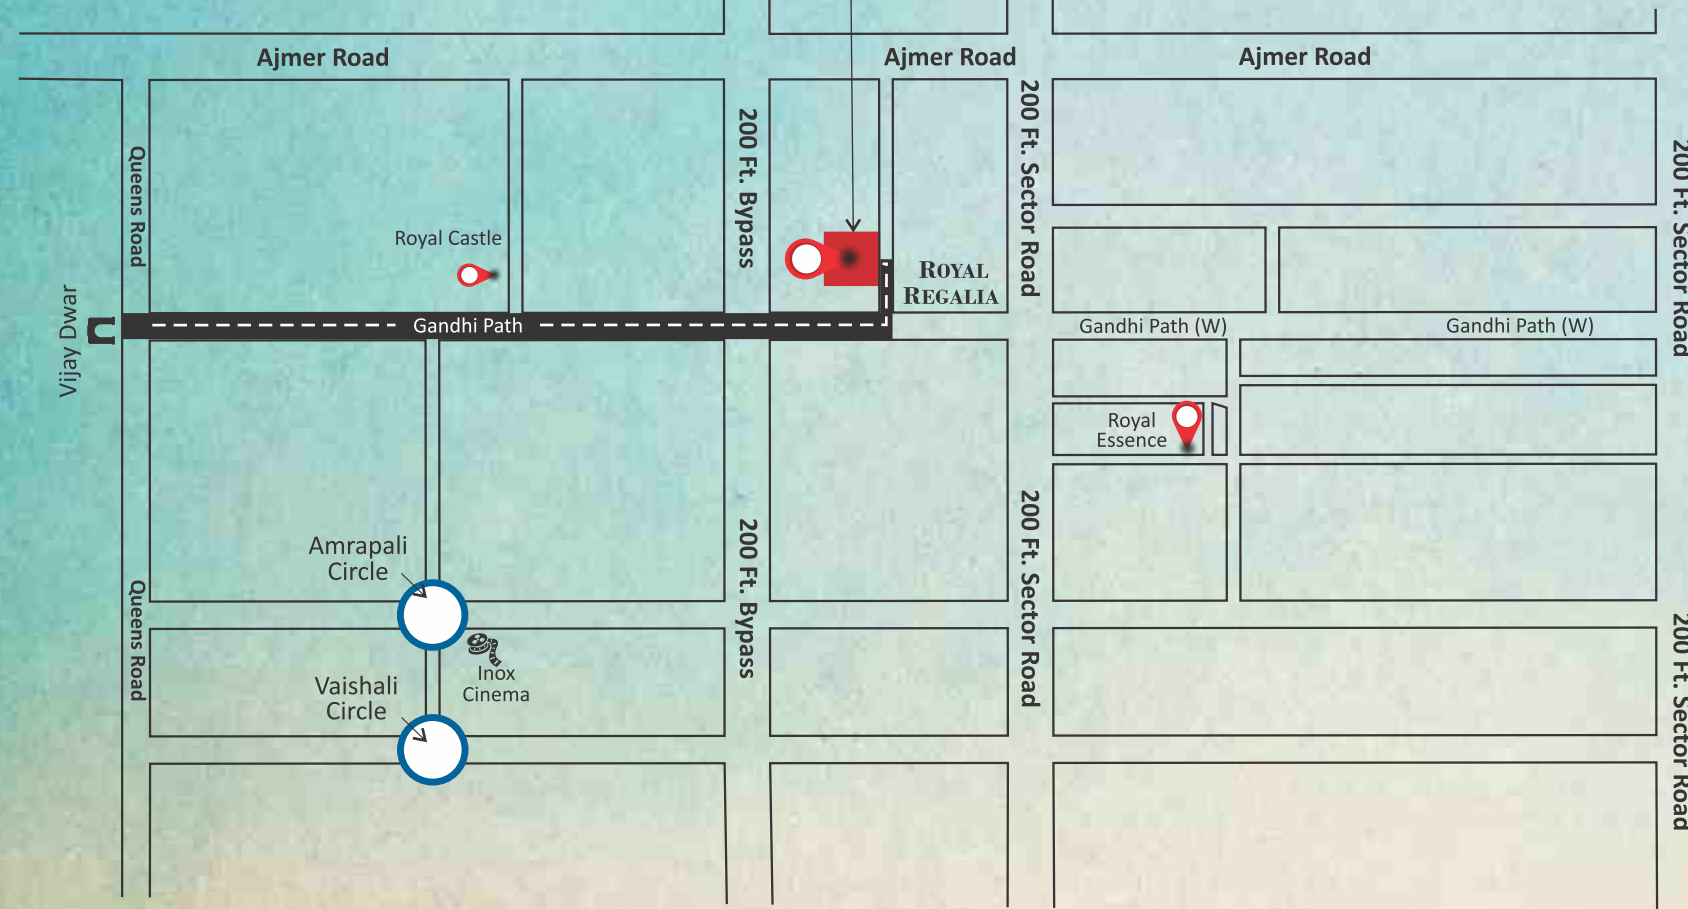 Ajmer Road
Ajmer Road
Ajmer Road
Queens Road
200 Ft. Bypass
200 Ft. Sector Road
200 Ft. Sector Road
Royal Castle
ROYAL
REGALIA
Vijay Dwar
Gandhi Path
Gandhi Path (W)
Gandhi Path (W)
Royal
Essence
Amrapali
Circle
Queens Road
200 Ft. Bypass
200 Ft. Sector Road
200 Ft. Sector Road
Inox
Cinema
Vaishali
Circle